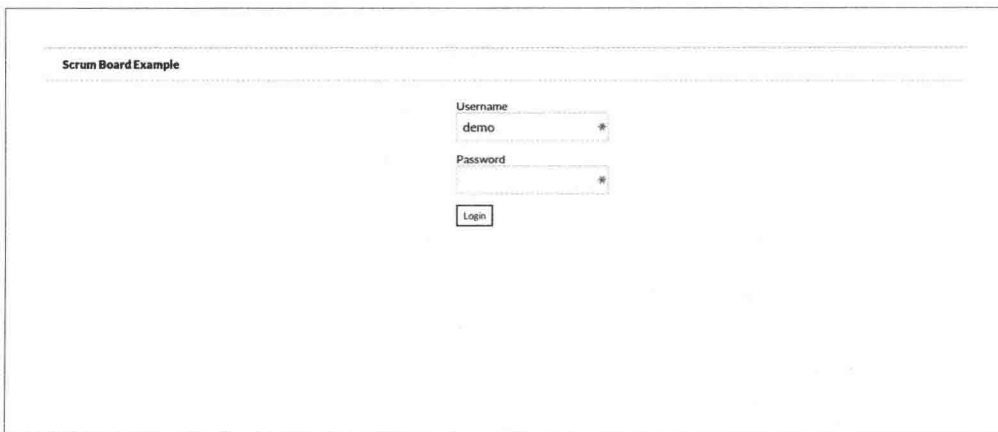 Scrum Board Example
Username
demo *
Password
*
Login